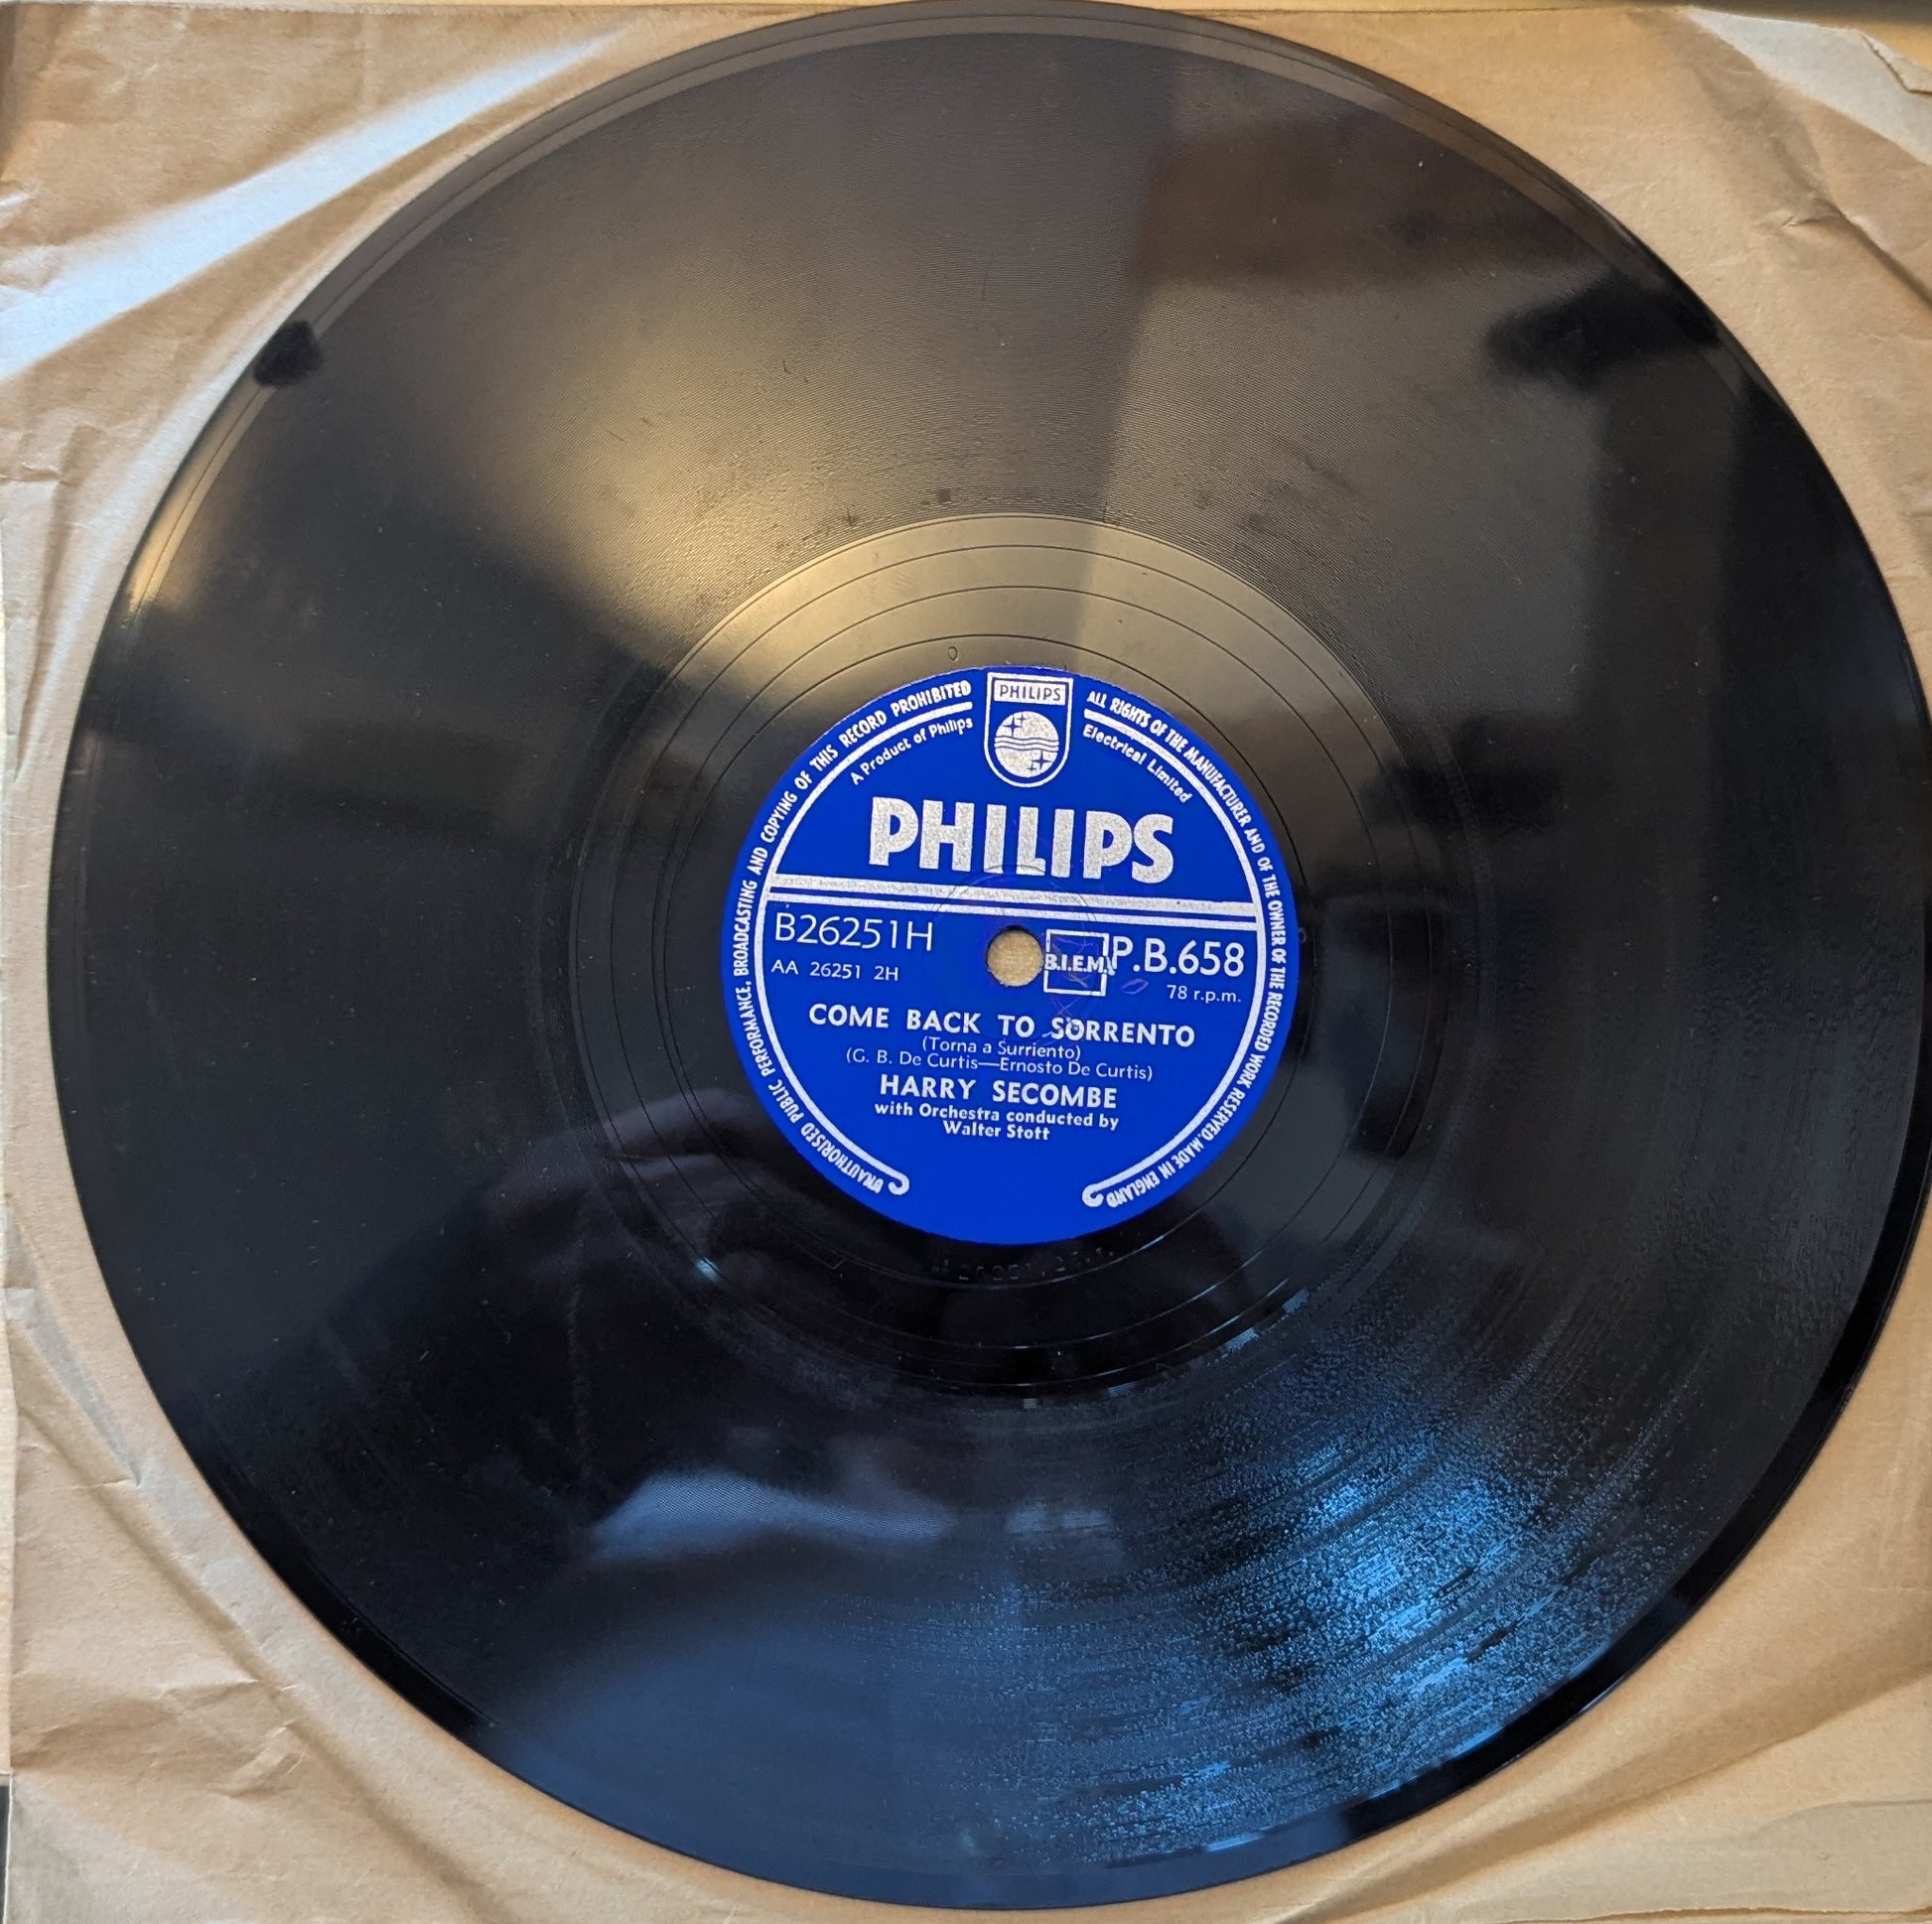 UNAUTHORISED PUBLIC PERFORMANCE, BROADCASTING AND COPYING OF THIS RECORD PROHIBITED
ALL RIGHTS OF THE MANUFACTURER AND OF THE OWNER OF THE RECORDED WORK RESERVED. MADE IN ENGLAND
PHILIPS
A Product of Philips Electrical Limited
PHILIPS
B26251H
AA 26251 2H
B.I.E.M.
P.B.658
78 r.p.m.
COME BACK TO SORRENTO
(Torna a Surriento)
(G. B. De Curtis—Ernosto De Curtis)
HARRY SECOMBE
with Orchestra conducted by
Walter Stott